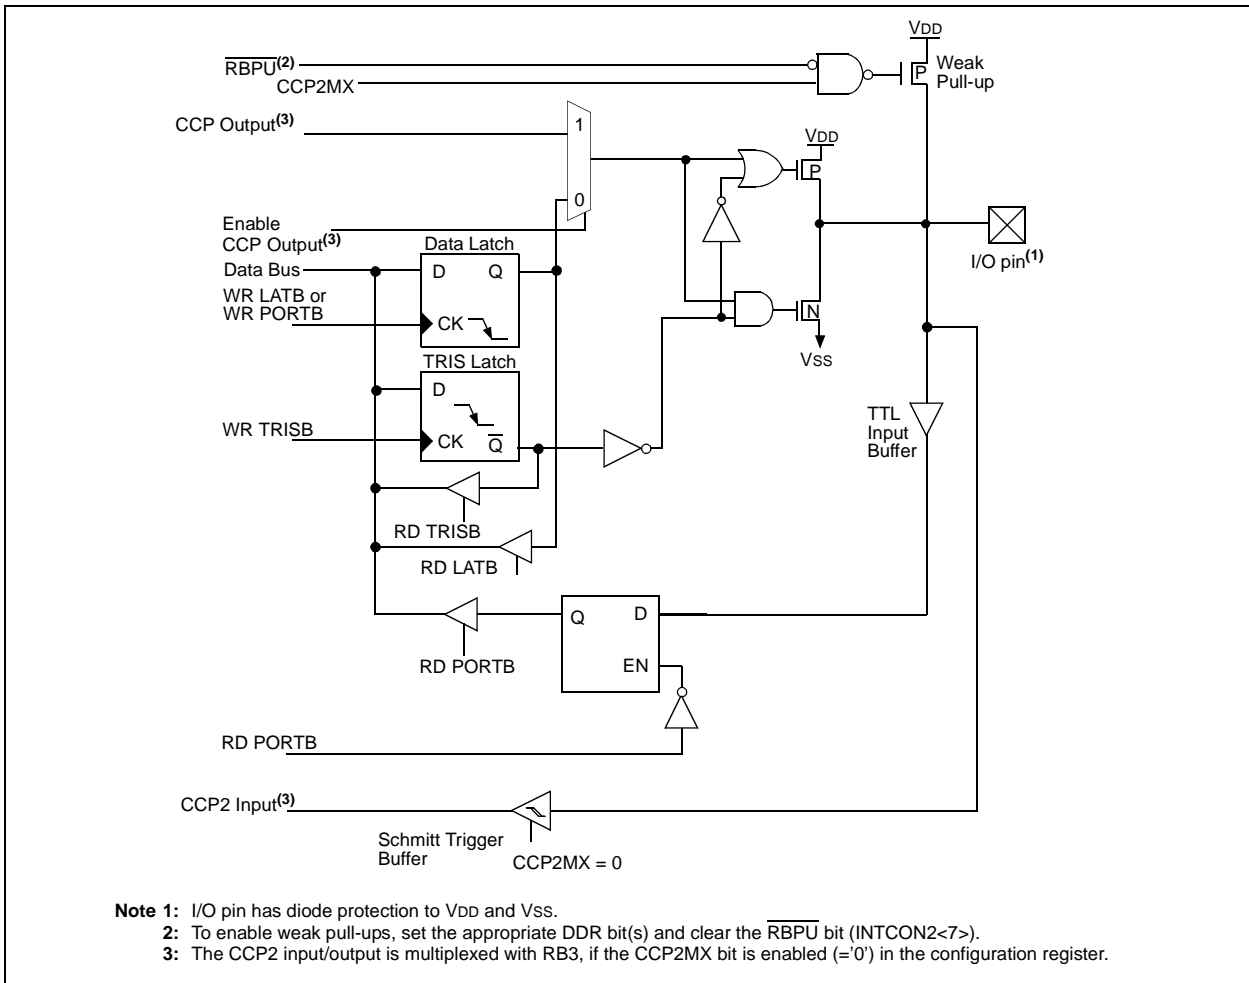 VDD
RBPU(2)
CCP2MX
P
Weak
Pull-up
CCP Output(3)
1
VDD
P
0
Enable
CCP Output(3)
I/O pin(1)
Data Latch
Data Bus
D Q
WR LATB or
WR PORTB
CK
N
VSS
TRIS Latch
D
TTL
Input
Buffer
WR TRISB
CK Q
RD TRISB
RD LATB
Q D
EN
RD PORTB
RD PORTB
CCP2 Input(3)
Schmitt Trigger
Buffer
CCP2MX = 0
Note 1: I/O pin has diode protection to VDD and VSS.
2: To enable weak pull-ups, set the appropriate DDR bit(s) and clear the RBPU bit (INTCON2<7>).
3: The CCP2 input/output is multiplexed with RB3, if the CCP2MX bit is enabled (='0') in the configuration register.